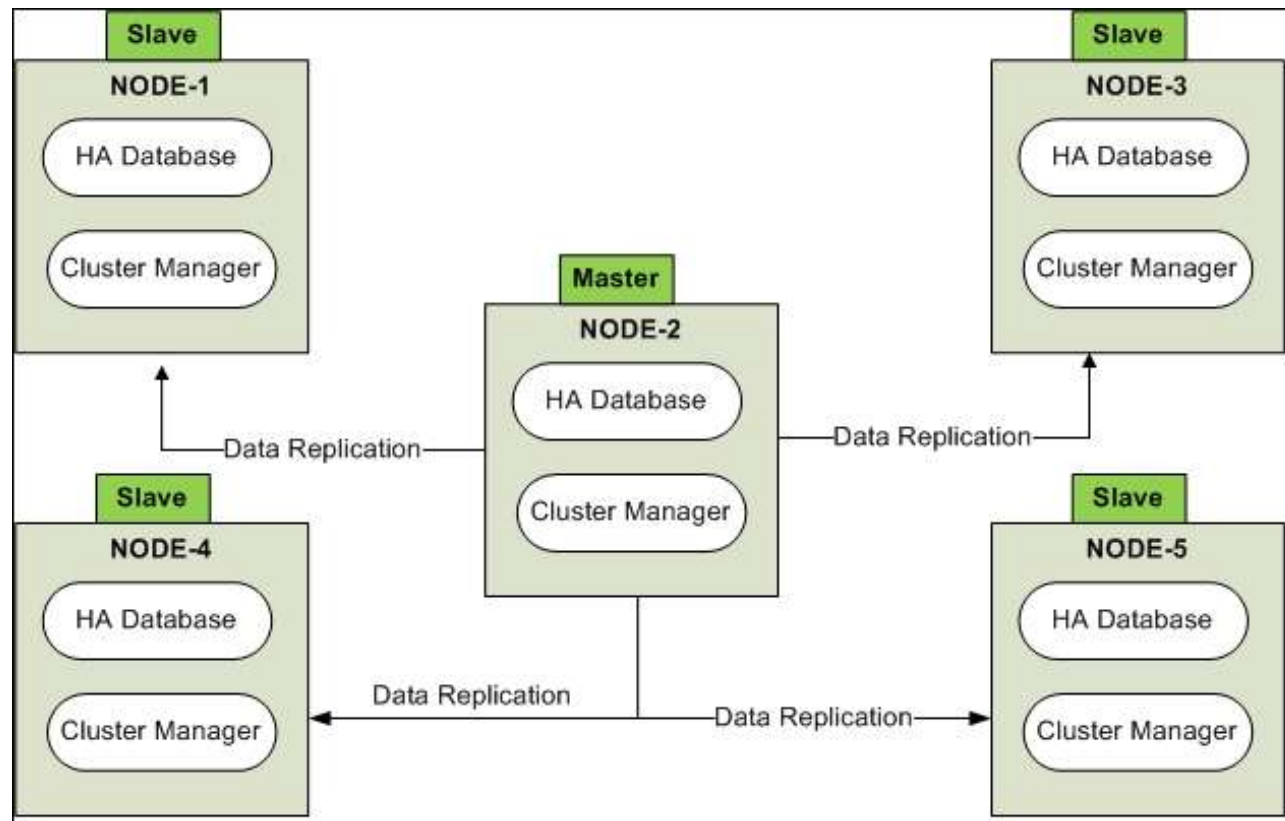 Slave
NODE-1
HA Database
Cluster Manager
Slave
NODE-3
HA Database
Cluster Manager
Master
NODE-2
HA Database
Cluster Manager
Data Replication
Data Replication
Slave
NODE-4
HA Database
Cluster Manager
Data Replication
Data Replication
Slave
NODE-5
HA Database
Cluster Manager